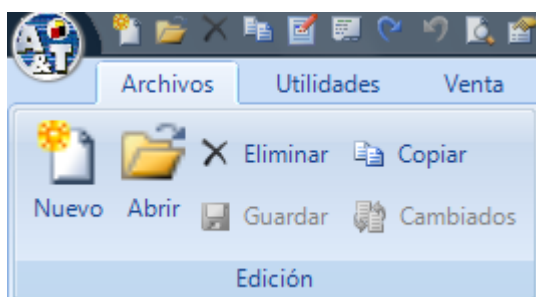 A&T
Archivos Utilidades Venta
Eliminar Copiar
Nuevo Abrir Guardar Cambiados
Edición